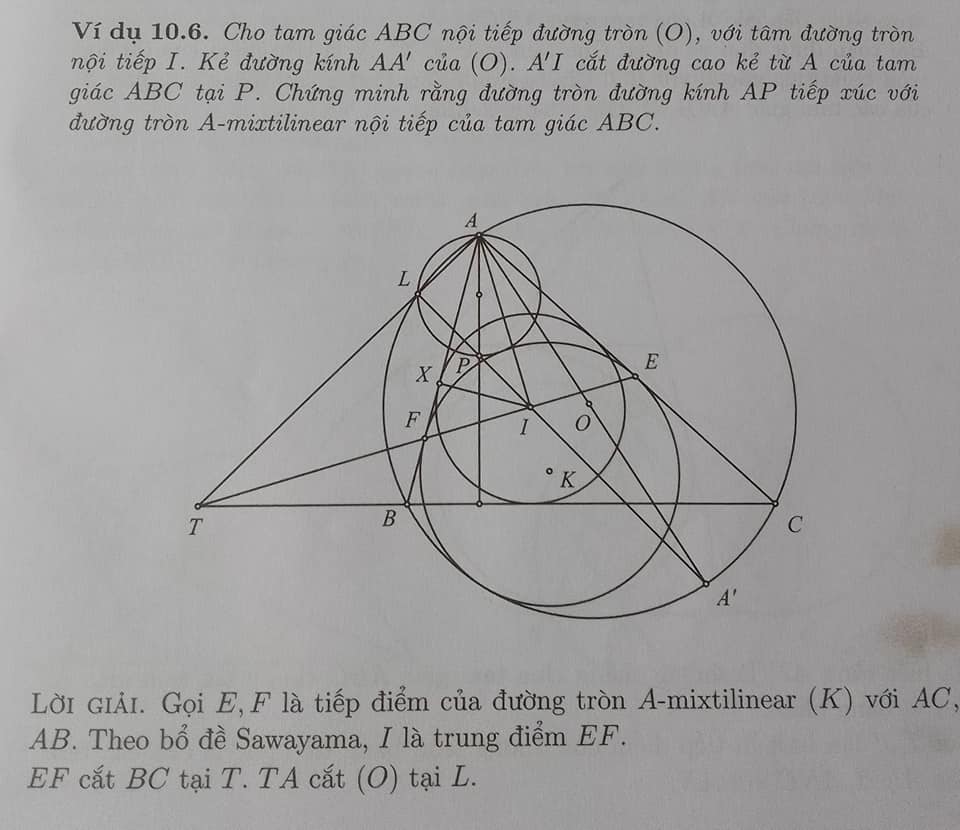 Ví dụ 10.6. Cho tam giác ABC nội tiếp đường tròn (O), với tâm đường tròn
nội tiếp I. Kẻ đường kính AA' của (O). A'I cắt đường cao kẻ từ A của tam
giác ABC tại P. Chứng minh rằng đường tròn đường kính AP tiếp xúc với
đường tròn A-mixtilinear nội tiếp của tam giác ABC.
A
L
P
X
E
F
I
O
K
T
B
C
A'
LỜI GIẢI. Gọi E, F là tiếp điểm của đường tròn A-mixtilinear (K) với AC,
AB. Theo bổ đề Sawayama, I là trung điểm EF.
EF cắt BC tại T. TA cắt (O) tại L.